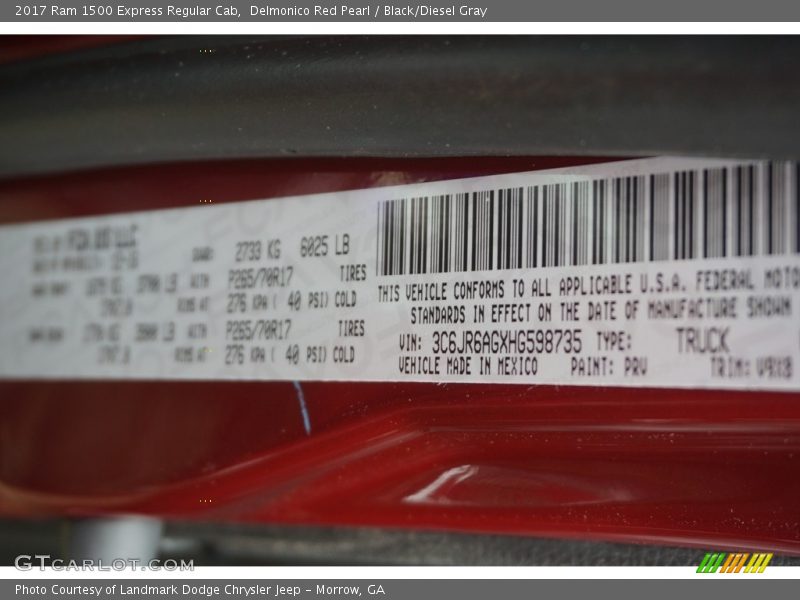 2017 Ram 1500 Express Regular Cab,  Delmonico Red Pearl / Black/Diesel Gray
2733 KG 6025 LB
P265/70R17 TIRES
276 KPA ( 40 PSI) COLD
P265/70R17 TIRES
276 KPA ( 40 PSI) COLD
THIS VEHICLE CONFORMS TO ALL APPLICABLE U.S.A. FEDERAL MOTO
STANDARDS IN EFFECT ON THE DATE OF MANUFACTURE SHOWN
VIN: 3C6JR6AGXHG598735 TYPE: TRUCK
VEHICLE MADE IN MEXICO PAINT: PRV TRIM: V9X8
GTCARLOT.COM
Photo Courtesy of Landmark Dodge Chrysler Jeep – Morrow, GA